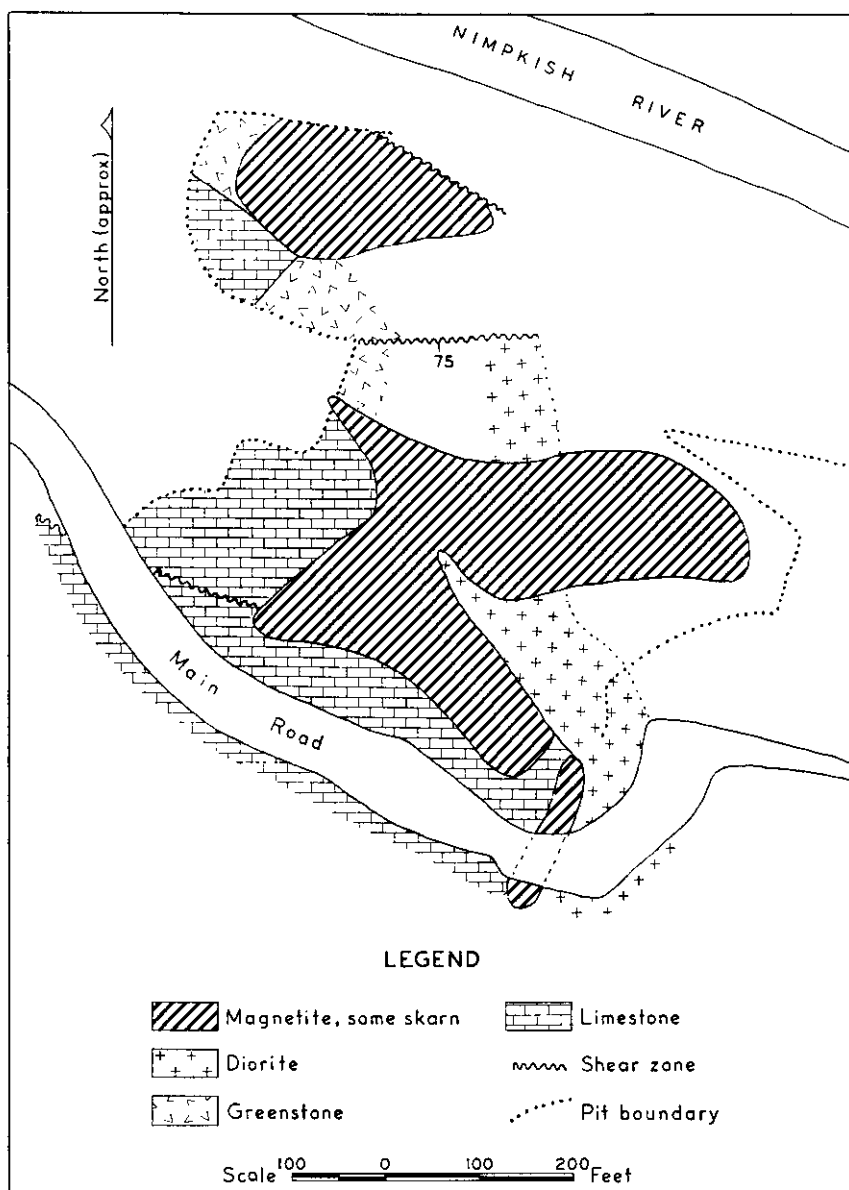 NIMPKISH
RIVER
North (approx)
75
Main
Road
LEGEND
Magnetite, some skarn
Limestone
Diorite
Shear zone
Greenstone
Pit boundary
Scale 100 0 100 200 Feet